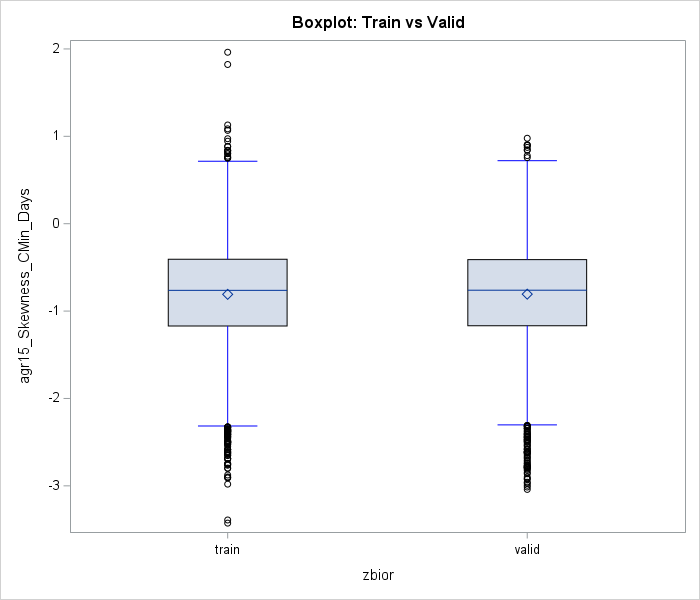 Boxplot: Train vs Valid
agr15_Skewness_CMin_Days
2
1
0
-1
-2
-3
train valid
zbior